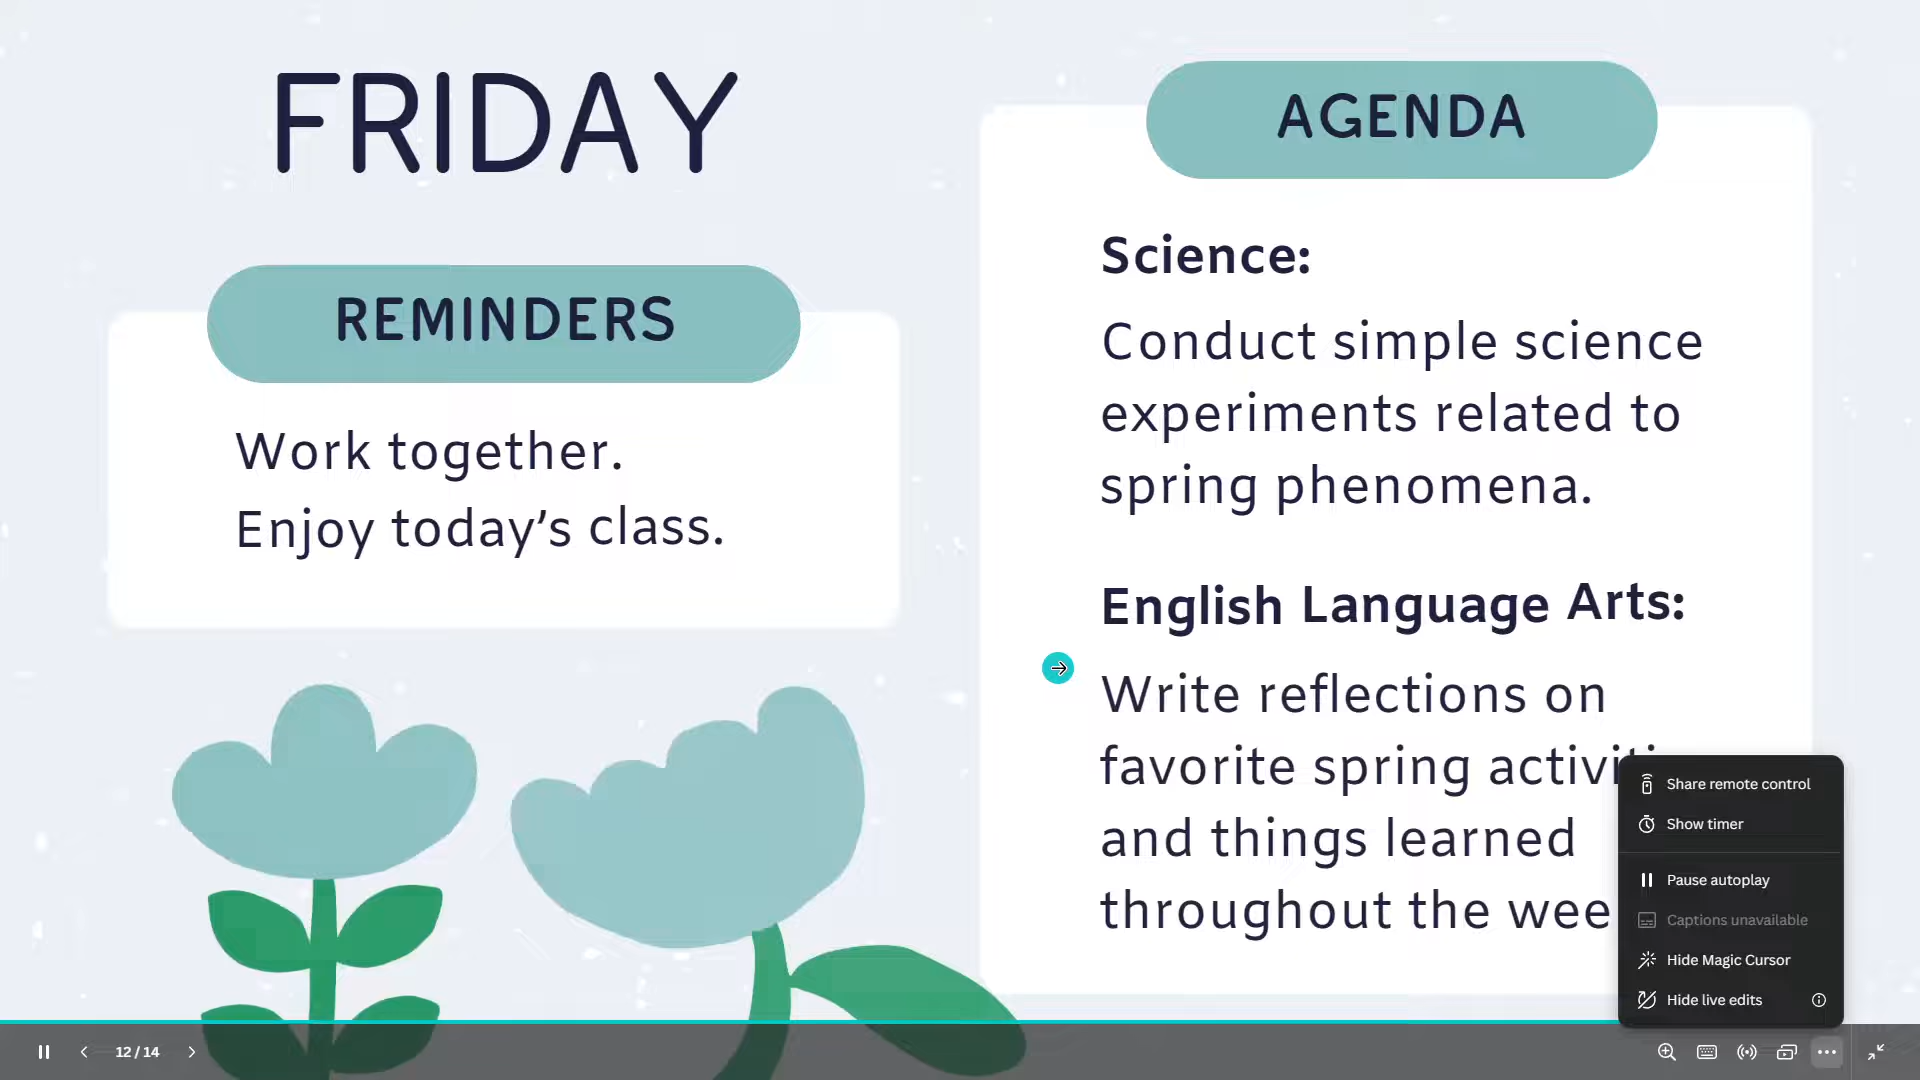 FRIDAY
REMINDERS
Work together.
Enjoy today’s class.
AGENDA
Science:
Conduct simple science
experiments related to
spring phenomena.
English Language Arts:
Write reflections on
favorite spring
and things learned
throughout the
Share remote control
Show timer
Pause autoplay
Captions unavailable
Hide Magic Cursor
Hide live edits
12 / 14